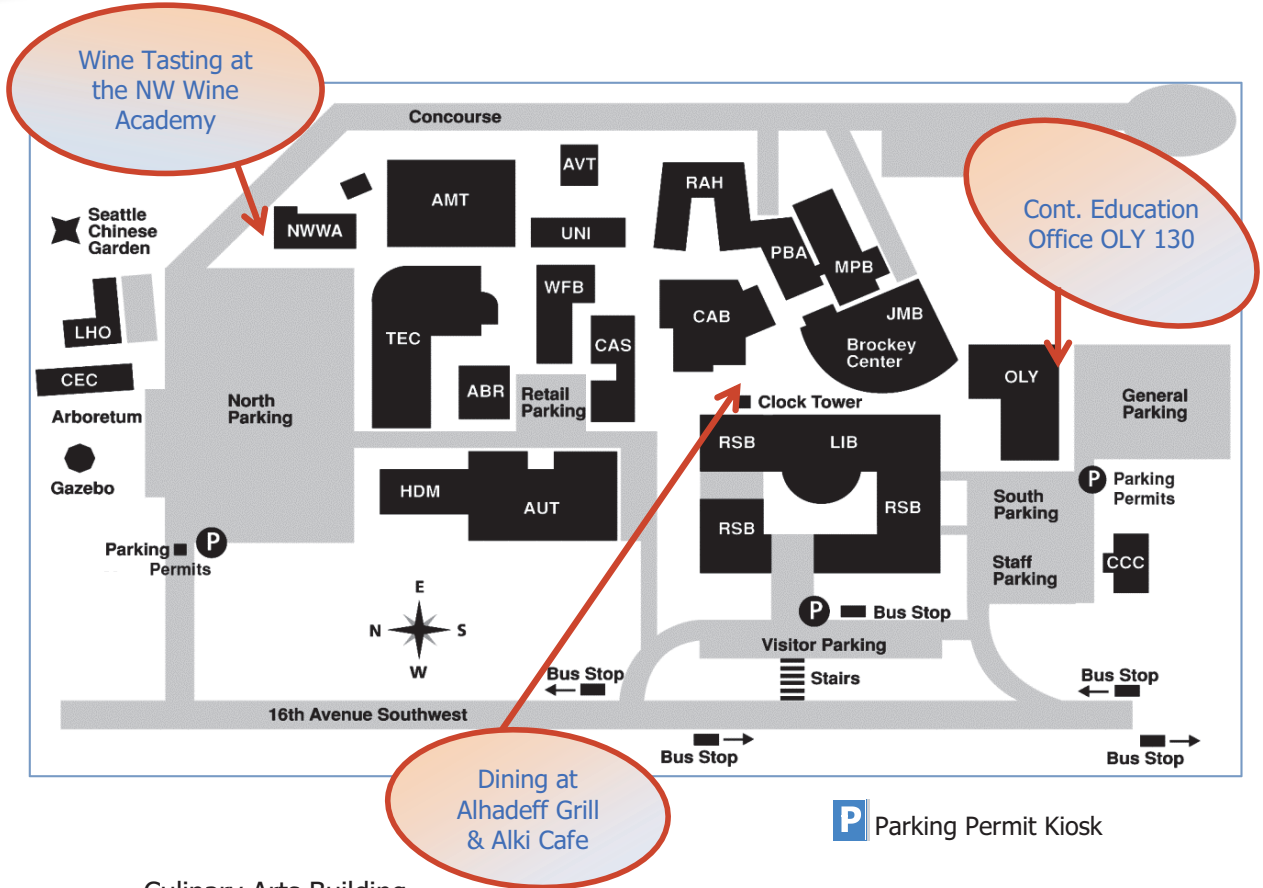 Wine Tasting at
the NW Wine
Academy
Concourse
AVT
AMT
RAH
Cont. Education
Office OLY 130
Seattle
Chinese
Garden
NWWA
UNI
PBA
MPB
WFB
LHO
TEC
CAB
JMB
CAS
Brockey
Center
CEC
OLY
ABR
Retail
Parking
North
Parking
General
Parking
Arboretum
Clock Tower
RSB
LIB
Gazebo
HDM
AUT
RSB
RSB
South
Parking
P
Parking
Permits
Parking
P
Permits
Staff
Parking
CCC
E
N
S
W
P
Bus Stop
Visitor Parking
Bus Stop
Stairs
Bus Stop
16th Avenue Southwest
Bus Stop
Bus Stop
Dining at
Alhadeff Grill
& Alki Cafe
P Parking Permit Kiosk
Culinary Arts Building